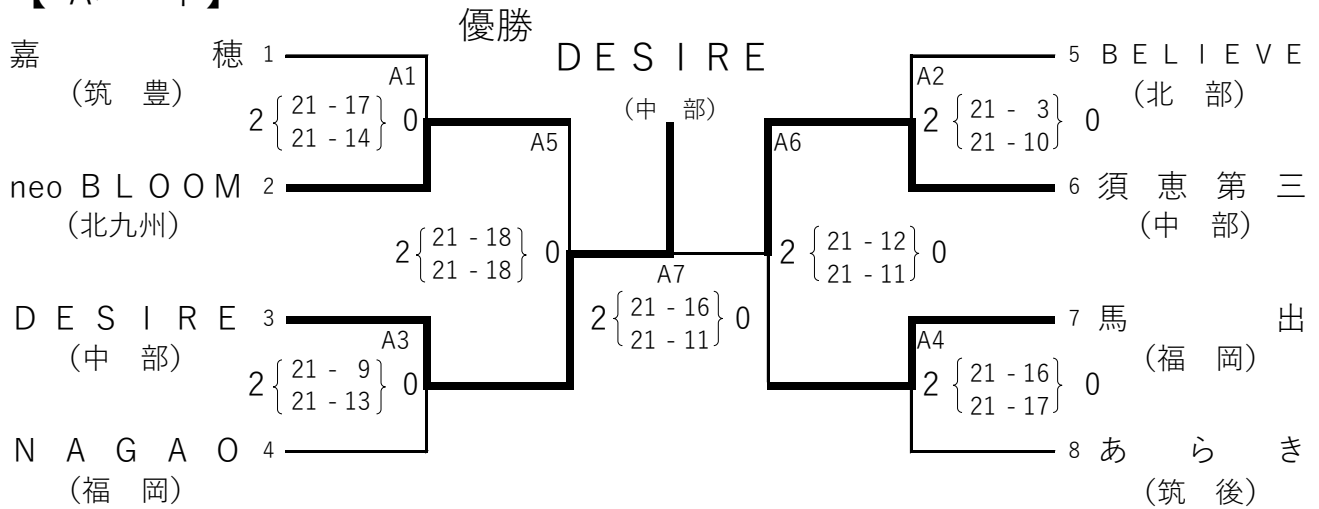 優勝
DESIRE
(中 部)
嘉 穂 1
(筑 豊)
A1
2 { 21 - 17 } 0
21 - 14
neo BLOOM 2
(北九州)
A5
2 { 21 - 18 } 0
21 - 18
DESIRE 3
(中 部)
A3
2 { 21 - 9 } 0
21 - 13
NAGAO 4
(福 岡)
A7
2 { 21 - 16 } 0
21 - 11
5 BELIEVE
(北 部)
A2
2 { 21 - 3 } 0
21 - 10
6 須恵第三
(中 部)
A6
2 { 21 - 12 } 0
21 - 11
7 馬 出
(福 岡)
A4
2 { 21 - 16 } 0
21 - 17
8 あらき
(筑 後)